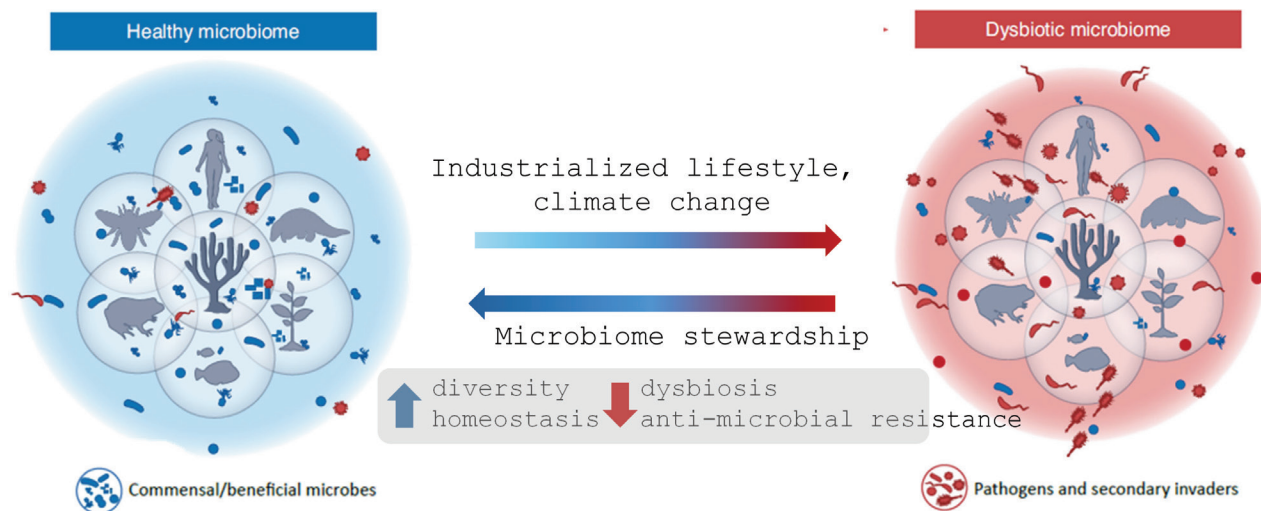 Healthy microbiome
Dysbiotic microbiome
Industrialized lifestyle,
climate change
Microbiome stewardship
diversity
homeostasis
dysbiosis
anti-microbial resistance
Commensal/beneficial microbes
Pathogens and secondary invaders